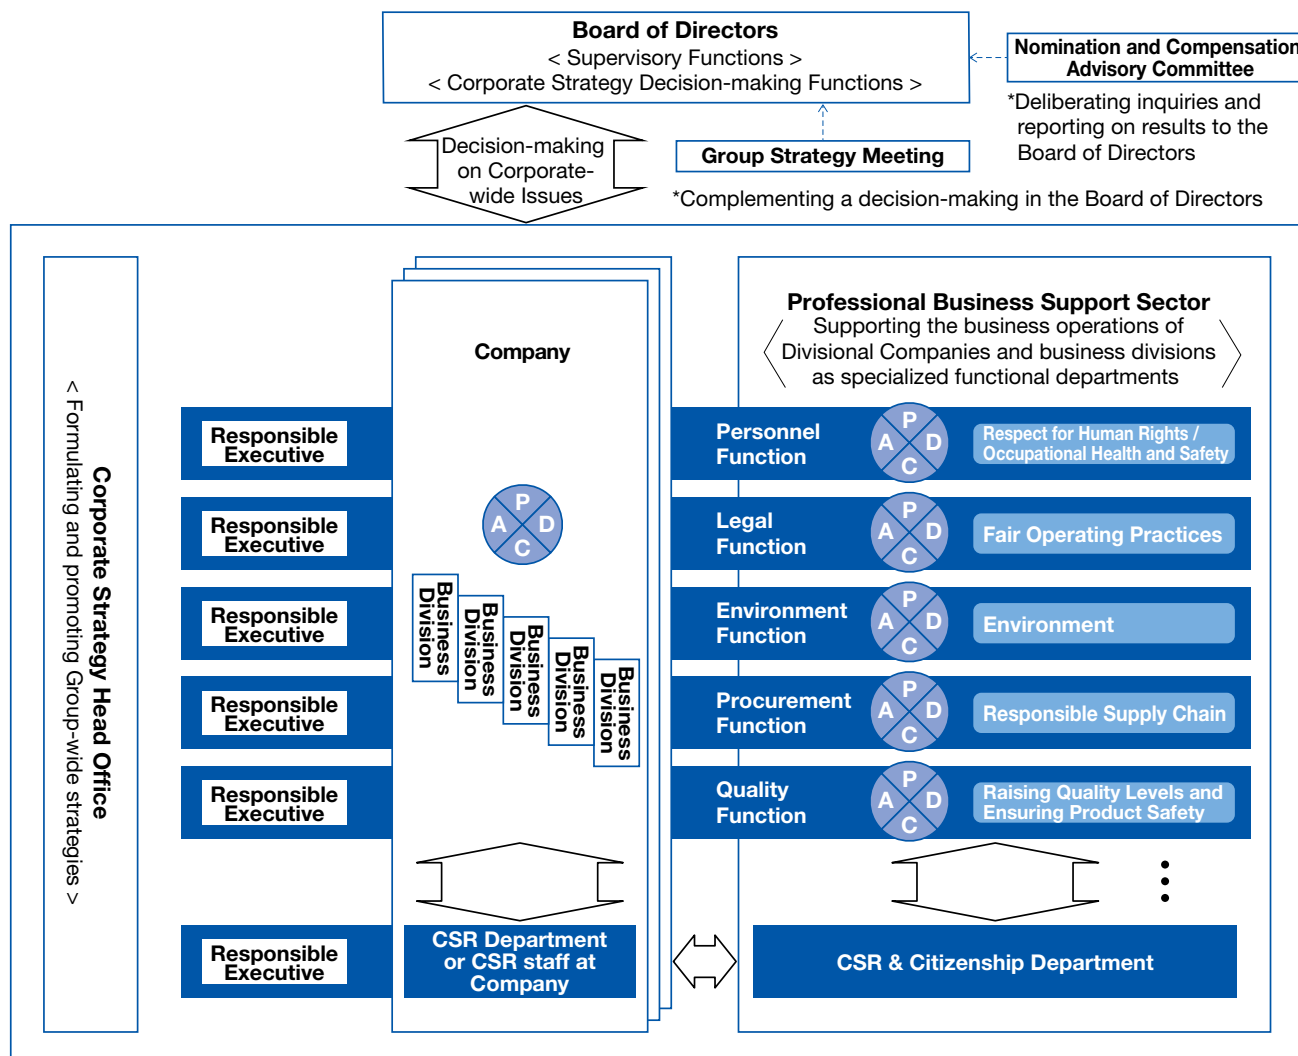 Board of Directors
< Supervisory Functions >
< Corporate Strategy Decision-making Functions >
Nomination and Compensation
Advisory Committee
*Deliberating inquiries and
reporting on results to the
Board of Directors
Decision-making
on Corporate-
wide Issues
Group Strategy Meeting
*Complementing a decision-making in the Board of Directors
Corporate Strategy Head Office
< Formulating and promoting Group-wide strategies >
Company
Professional Business Support Sector
Supporting the business operations of
Divisional Companies and business divisions
as specialized functional departments
Responsible
Executive
Personnel
Function
P
A D
C
Respect for Human Rights /
Occupational Health and Safety
Responsible
Executive
P
A D
C
Legal
Function
P
A D
C
Fair Operating Practices
Business
Division
Business
Division
Business
Division
Business
Division
Business
Division
Responsible
Executive
Environment
Function
P
A D
C
Environment
Responsible
Executive
Procurement
Function
P
A D
C
Responsible Supply Chain
Responsible
Executive
Quality
Function
P
A D
C
Raising Quality Levels and
Ensuring Product Safety
Responsible
Executive
CSR Department
or CSR staff at
Company
CSR & Citizenship Department